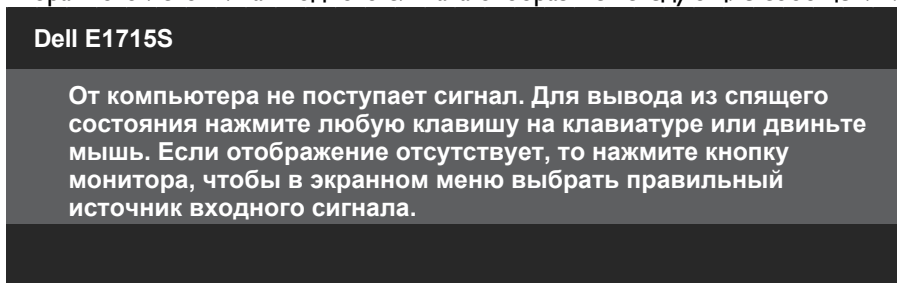 Dell E1715S
От компьютера не поступает сигнал. Для вывода из спящего
состояния нажмите любую клавишу на клавиатуре или двиньте
мышь. Если отображение отсутствует, то нажмите кнопку
монитора, чтобы в экранном меню выбрать правильный
источник входного сигнала.